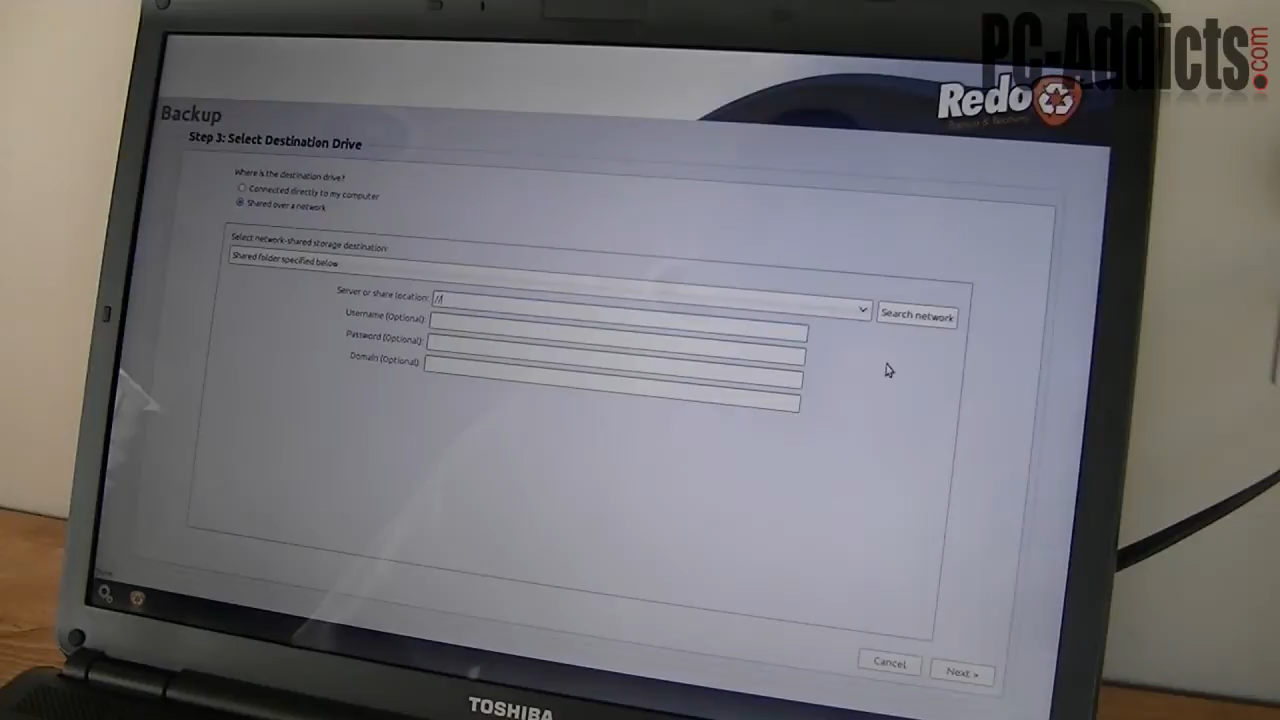 PC-Addicts.com
Redo
Backup
Step 3: Select Destination Drive
Where is the destination drive?
Connected directly to my computer
Shared over a network
Select network-shared storage destination:
Shared folder specified below
Search network
Server or share location: //
Username (Optional):
Password (Optional):
Domain (Optional):
Cancel
Next >
TOSHIBA